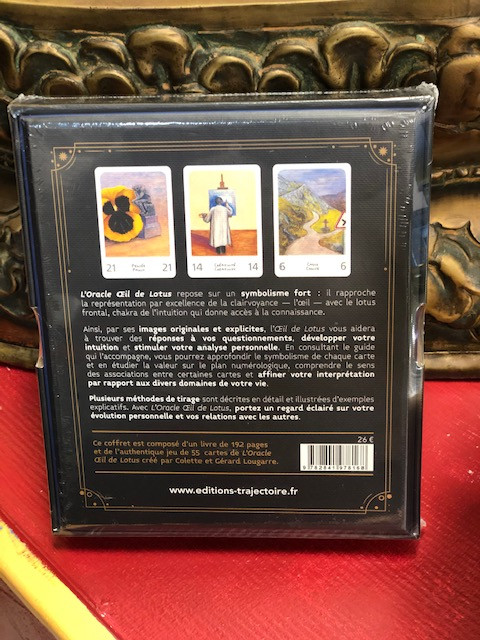 21 Pensée 21
14 14
6 6
L'Oracle Œil de Lotus repose sur un symbolisme fort : il rapproche
la représentation par excellence de la clairvoyance — l'œil — avec le lotus
frontal, chakra de l'intuition qui donne accès à la connaissance.
Ainsi, par ses images originales et explicites, l'Œil de Lotus vous aidera
à trouver des réponses à vos questionnements, développer votre
intuition et stimuler votre analyse personnelle. En consultant le guide
qui l'accompagne, vous pourrez approfondir le symbolisme de chaque carte
et en étudier la valeur sur le plan numérologique, comprendre le sens
des associations entre certaines cartes et affiner votre interprétation
par rapport aux divers domaines de votre vie.
Plusieurs méthodes de tirage sont décrites en détail et illustrées d'exemples
explicatifs. Avec L'Oracle Œil de Lotus, portez un regard éclairé sur votre
évolution personnelle et vos relations avec les autres.
Ce coffret est composé d'un livre de 192 pages
et de l'authentique jeu de 55 cartes de L'Oracle
Œil de Lotus créé par Colette et Gérard Lougarre.
26 €
www.editions-trajectoire.fr